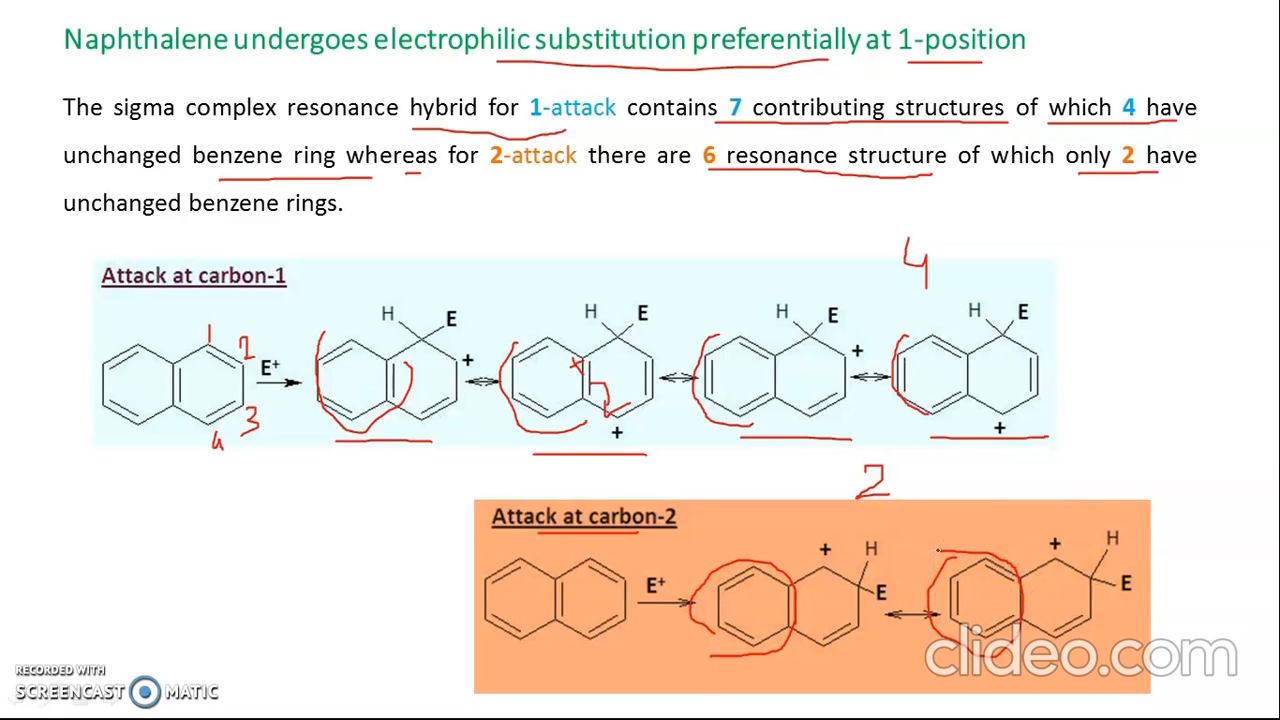 Naphthalene undergoes electrophilic substitution preferentially at 1-position
The sigma complex resonance hybrid for 1-attack contains 7 contributing structures of which 4 have
unchanged benzene ring whereas for 2-attack there are 6 resonance structure of which only 2 have
unchanged benzene rings.
4
Attack at carbon-1
H E H E H E H E
1 2 E⁺ + +
3 4 + +
2
Attack at carbon-2
+ H + H
E⁺ E E
clideo.com
RECORDED WITH
SCREENCAST MATIC